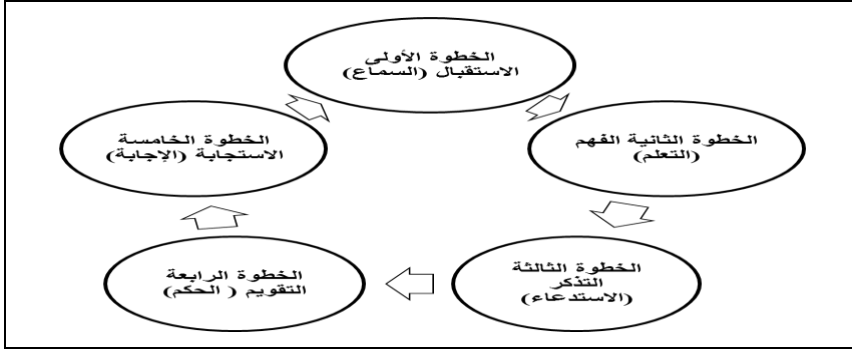 الخطوة الأولى
الاستقبال (السماع)
الخطوة الثانية الفهم
(التعلم)
الخطوة الثالثة
التذكر
(الاستدعاء)
الخطوة الرابعة
التقويم ( الحكم)
الخطوة الخامسة
الاستجابة (الإجابة)